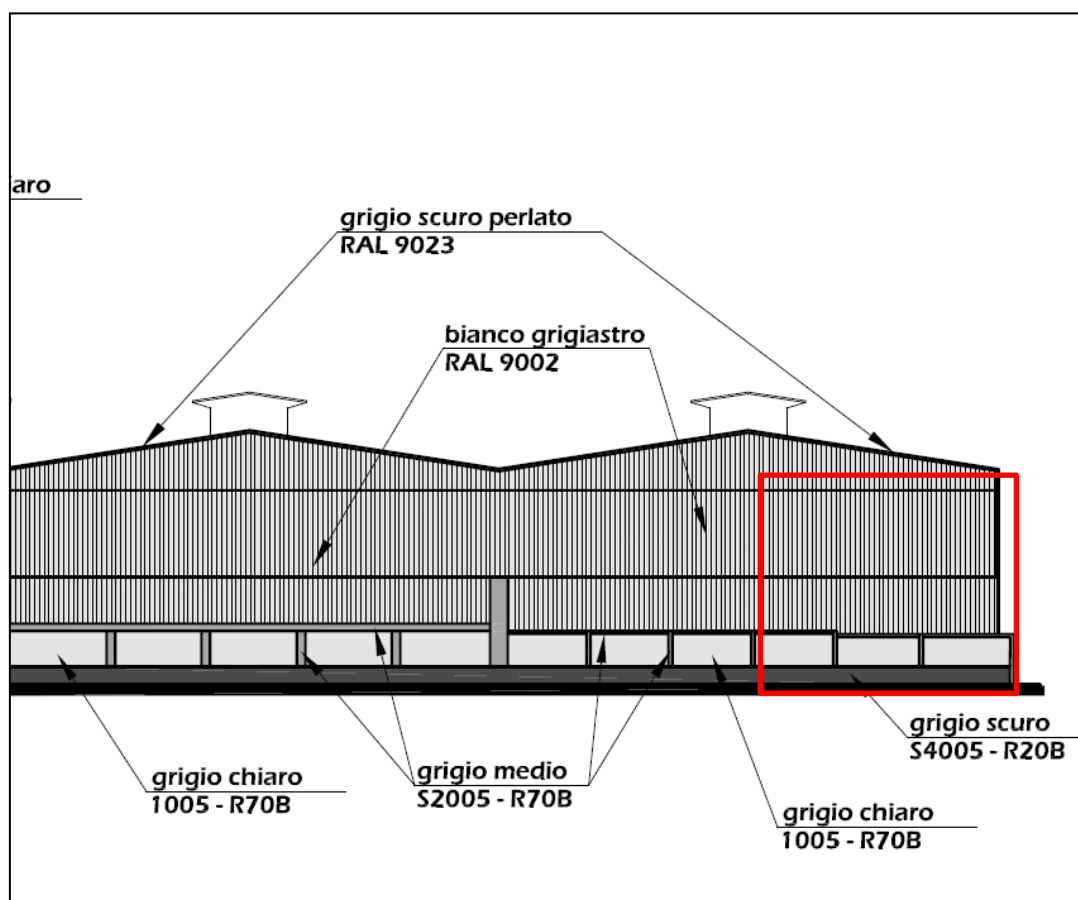 aro
grigio scuro perlato
RAL 9023
bianco grigiastro
RAL 9002
grigio scuro
S4005 - R20B
grigio medio
S2005 - R70B
grigio chiaro
1005 - R70B
grigio chiaro
1005 - R70B